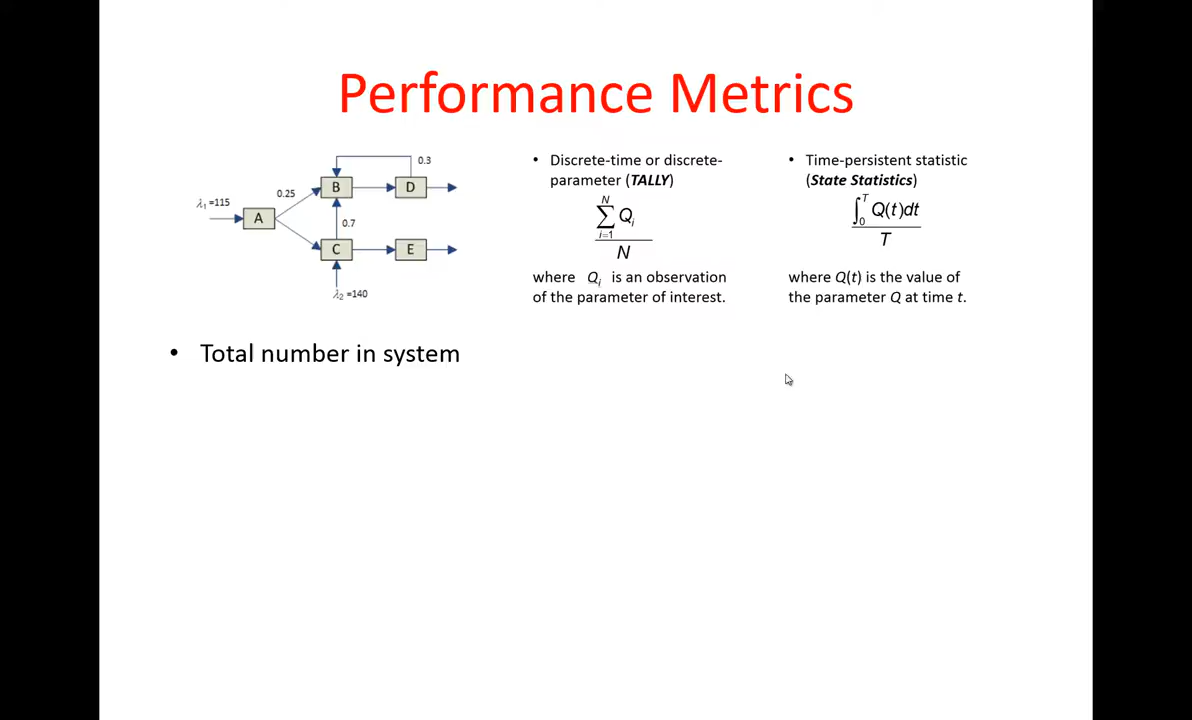 Performance Metrics
0.3
B
D
0.25
λ₁ =115
A
0.7
C
E
λ₂ =140
• Discrete-time or discrete-
parameter (TALLY)
N
∑ Qᵢ
i=1
N
where Qᵢ is an observation
of the parameter of interest.
• Time-persistent statistic
(State Statistics)
∫₀ᵀ Q(t)dt
T
where Q(t) is the value of
the parameter Q at time t.
• Total number in system